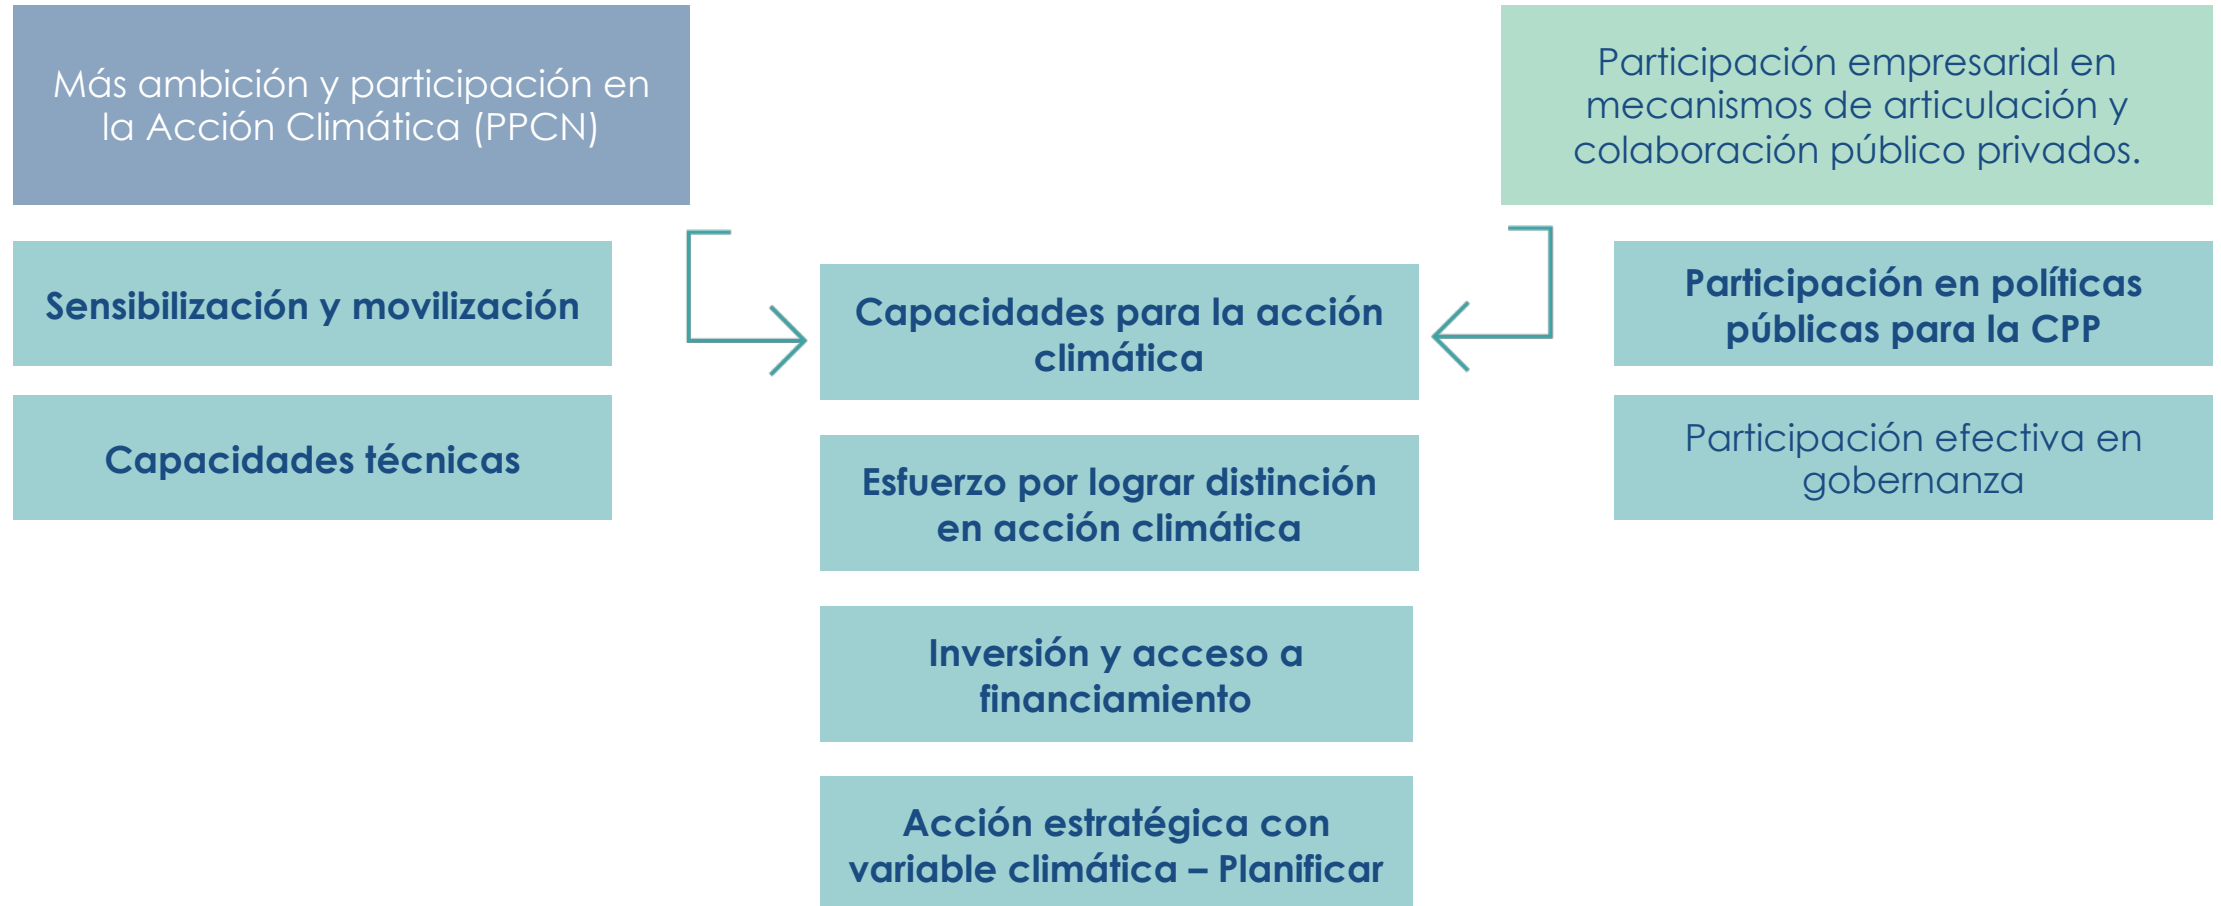 Más ambición y participación en
la Acción Climática (PPCN)
Sensibilización y movilización
Capacidades técnicas
Capacidades para la acción
climática
Esfuerzo por lograr distinción
en acción climática
Inversión y acceso a
financiamiento
Acción estratégica con
variable climática – Planificar
Participación empresarial en
mecanismos de articulación y
colaboración público privados.
Participación en políticas
públicas para la CPP
Participación efectiva en
gobernanza